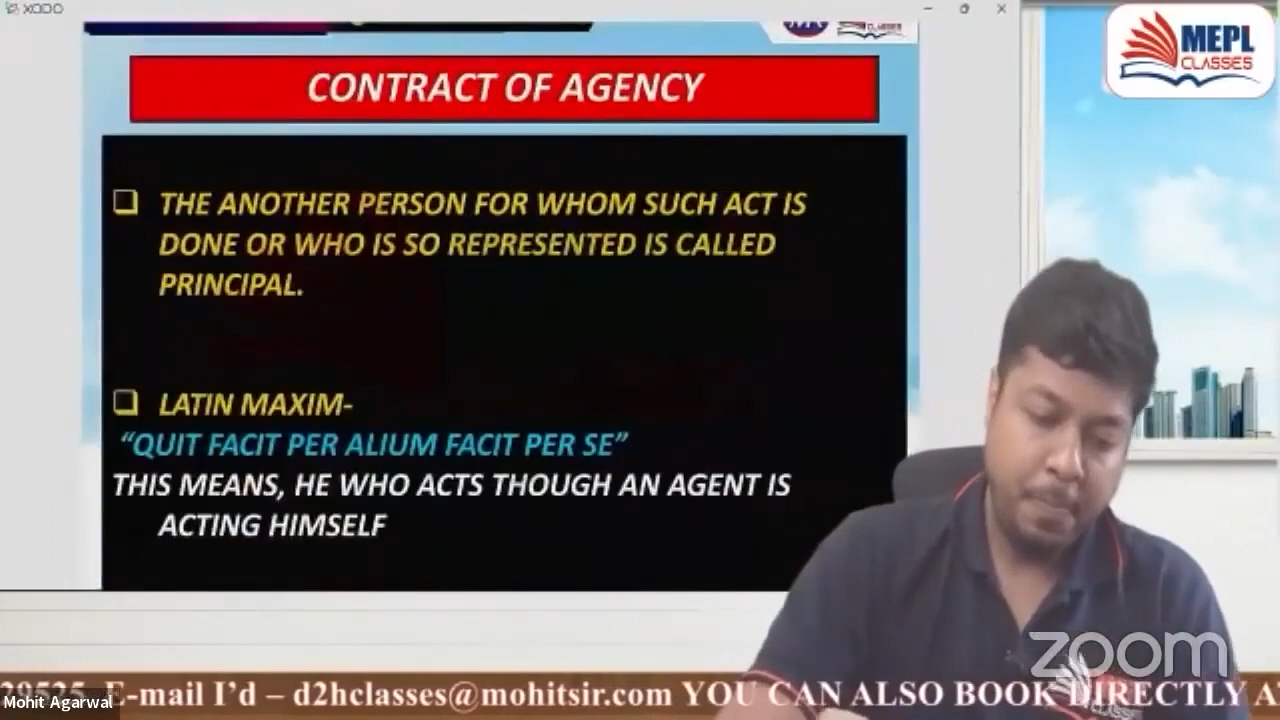 XODO
MEPL
CLASSES
CONTRACT OF AGENCY
THE ANOTHER PERSON FOR WHOM SUCH ACT IS
DONE OR WHO IS SO REPRESENTED IS CALLED
PRINCIPAL.
LATIN MAXIM-
“QUIT FACIT PER ALIUM FACIT PER SE”
THIS MEANS, HE WHO ACTS THOUGH AN AGENT IS
ACTING HIMSELF
zoom
E-mail I'd – d2hclasses@mohitsir.com YOU CAN ALSO BOOK DIRECTLY
Mohit Agarwal